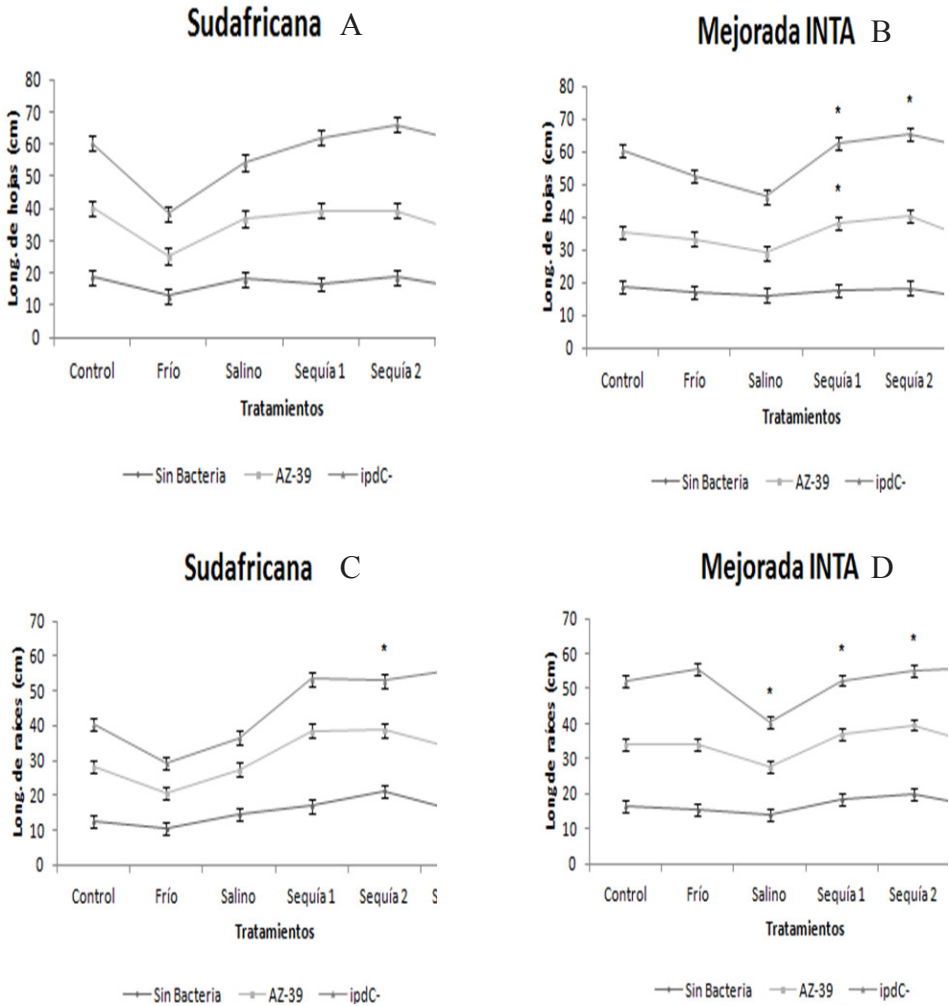 Sudafricana A
Long. de hojas (cm)
80
70
60
50
40
30
20
10
0
Control Frío Salino Sequía 1 Sequía 2
Tratamientos
Sin Bacteria AZ-39 ipdC-
Mejorada INTA B
Long. de hojas (cm)
80
70
60
50
40
30
20
10
0
* *
*
Control Frío Salino Sequía 1 Sequía 2
Tratamientos
Sin Bacteria AZ-39 ipdC-
Sudafricana C
Long. de raíces (cm)
70
60
50
40
30
20
10
0
*
Control Frío Salino Sequía 1 Sequía 2 S
Tratamientos
Sin Bacteria AZ-39 ipdC-
Mejorada INTA D
Long.de raíces (cm)
70
60
50
40
30
20
10
0
* * *
Control Frío Salino Sequía 1 Sequía 2
Tratamientos
Sin Bacteria AZ-39 ipdC-